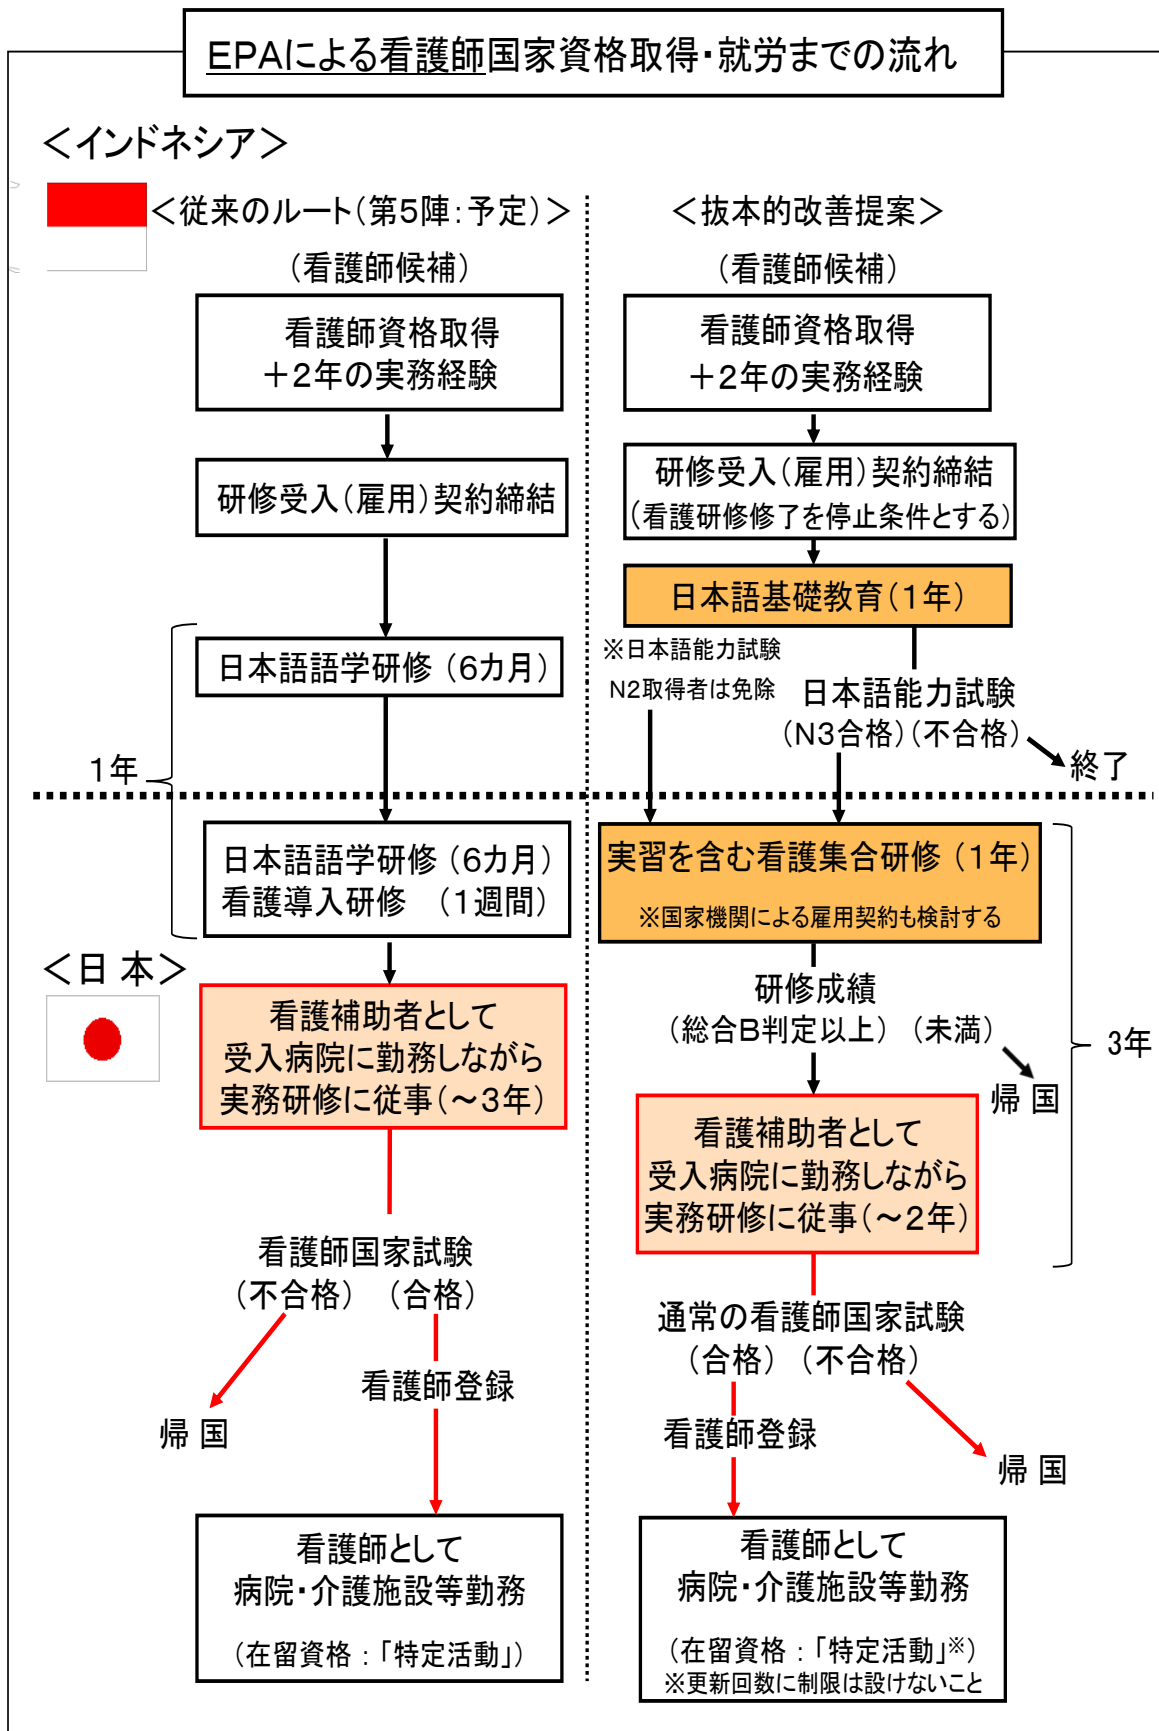 EPAによる看護師国家資格取得・就労までの流れ
＜インドネシア＞
＜従来のルート（第5陣：予定）＞
（看護師候補）
看護師資格取得
＋2年の実務経験
研修受入（雇用）契約締結
日本語語学研修（6カ月）
1年
日本語語学研修（6カ月）
看護導入研修　（1週間）
＜日 本＞
看護補助者として
受入病院に勤務しながら
実務研修に従事（～3年）
看護師国家試験
（不合格）（合格）
看護師登録
帰 国
看護師として
病院・介護施設等勤務
（在留資格：「特定活動」）
＜抜本的改善提案＞
（看護師候補）
看護師資格取得
＋2年の実務経験
研修受入（雇用）契約締結
（看護研修修了を停止条件とする）
日本語基礎教育（1年）
※日本語能力試験
N2取得者は免除
日本語能力試験
（N3合格）（不合格）
終了
実習を含む看護集合研修（1年）
※国家機関による雇用契約も検討する
研修成績
（総合B判定以上）（未満）
3年
帰 国
看護補助者として
受入病院に勤務しながら
実務研修に従事（～2年）
通常の看護師国家試験
（合格）（不合格）
看護師登録
帰 国
看護師として
病院・介護施設等勤務
（在留資格：「特定活動」※）
※更新回数に制限は設けないこと